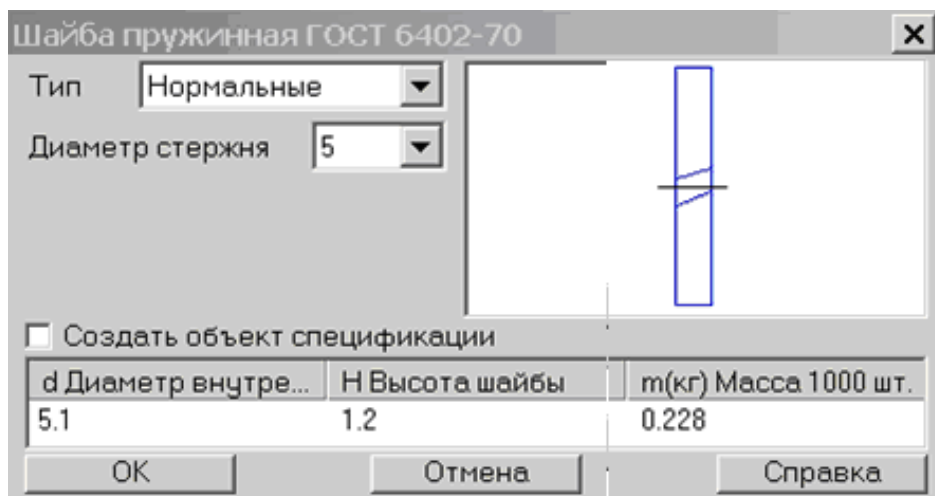 Шайба пружинная ГОСТ 6402-70
Тип Нормальные
Диаметр стержня 5
Создать объект спецификации
d Диаметр внутре... H Высота шайбы m(кг) Масса 1000 шт.
5.1 1.2 0.228
OK Отмена Справка